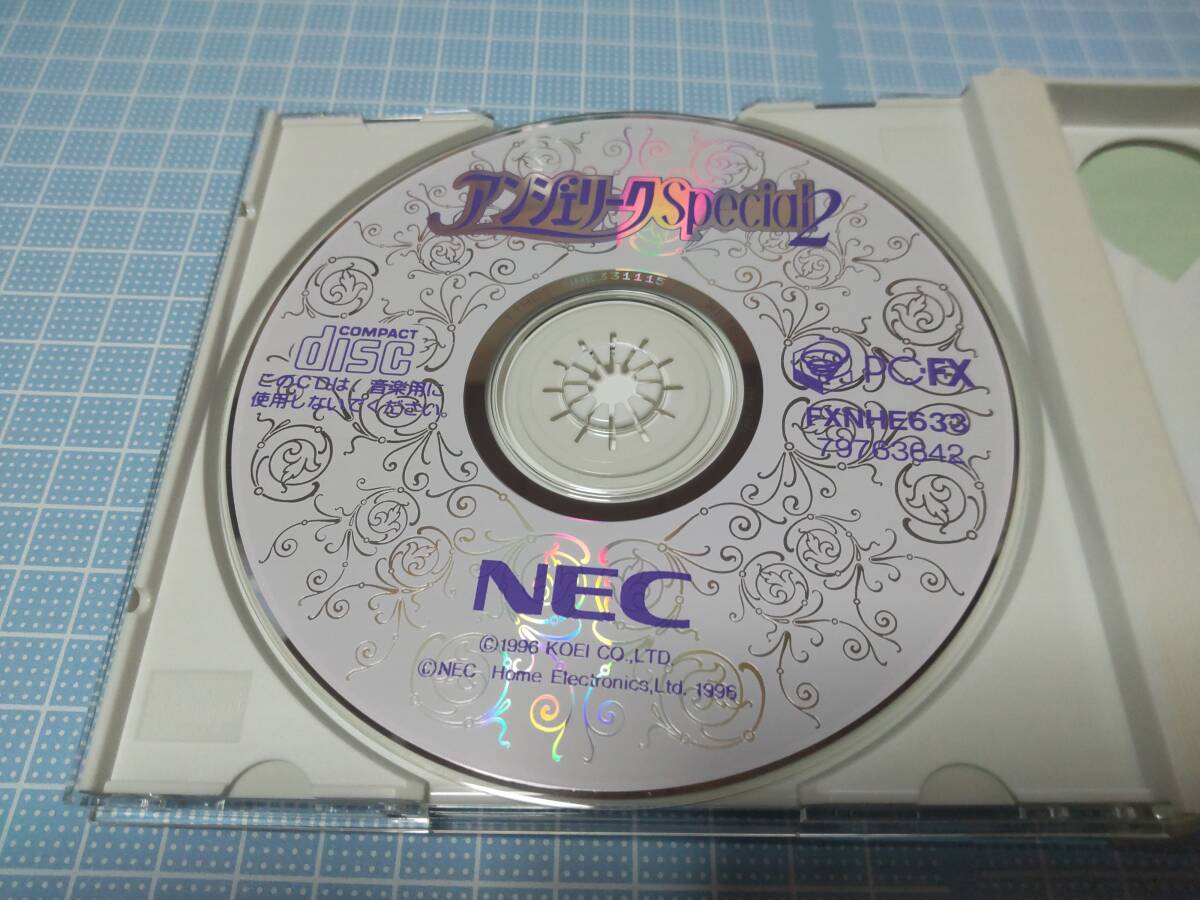 アンジェリークSpecial2
COMPACT
disc
このCDは、音楽用に
使用しないでください。
PC-FX
FXNHE633
79763642
NEC
©1996 KOEI CO.,LTD.
©NEC Home Electronics,Ltd. 1996